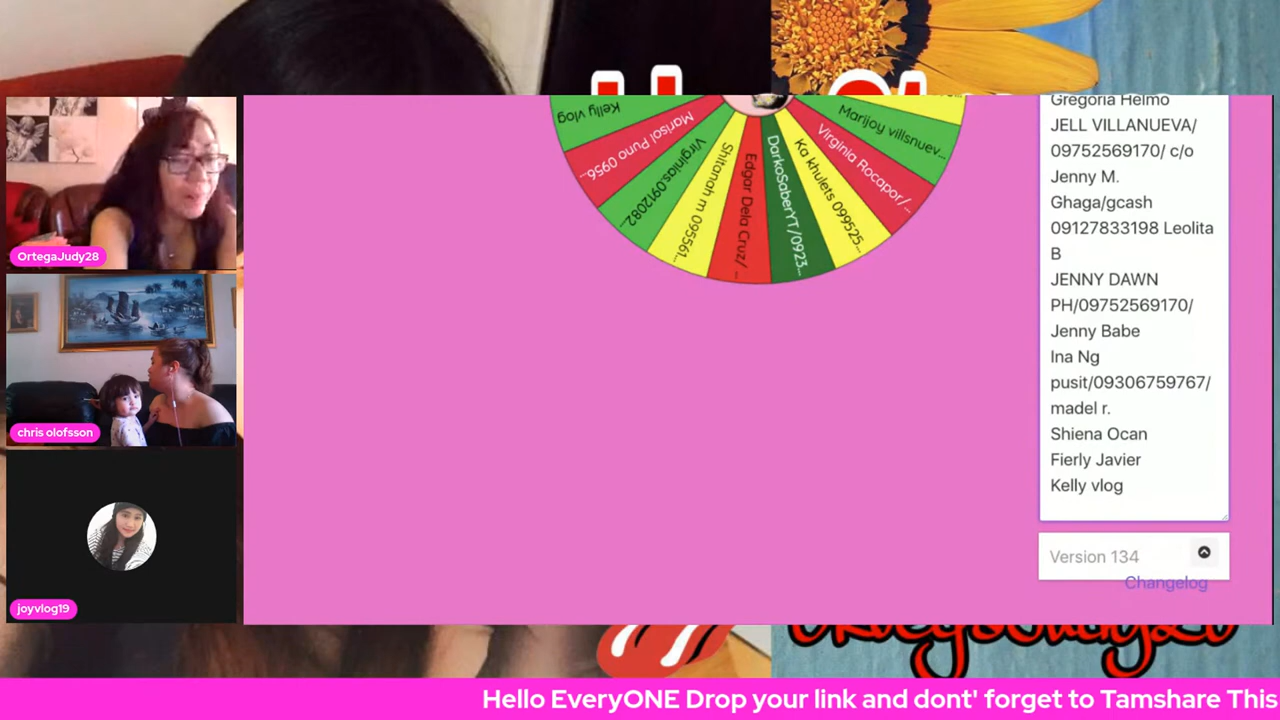 OrtegaJudy28
chris olofsson
joyvlog19
Kelly vlog
Marisol Puno 0956...
Virginias.0912082...
Shitanah m 095561...
Edgar Dela Cruz/ ...
DarkoSaberYT/0923...
Ka khulets 099525...
Virginia Rocapor/...
Marijoy villsnuev...
Gregoria Helmo
JELL VILLANUEVA/
09752569170/ c/o
Jenny M.
Ghaga/gcash
09127833198 Leolita
B
JENNY DAWN
PH/09752569170/
Jenny Babe
Ina Ng
pusit/09306759767/
madel r.
Shiena Ocan
Fierly Javier
Kelly vlog
Version 134
Changelog
Hello EveryONE Drop your link and dont' forget to Tamshare This